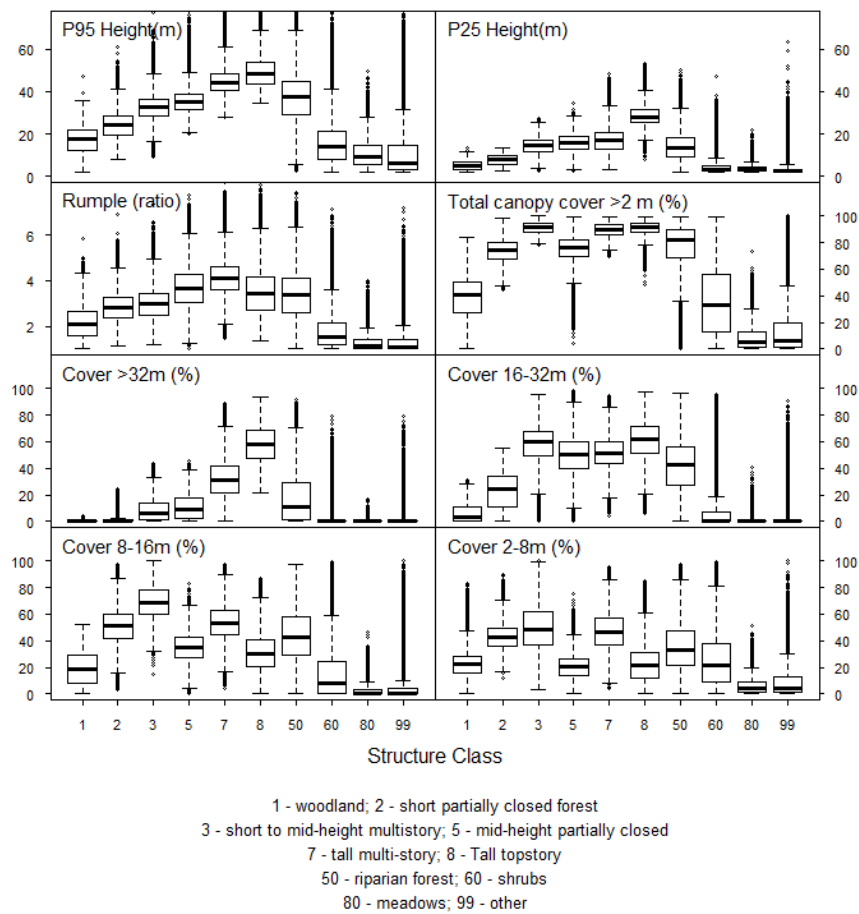 P95 Height(m)
P25 Height(m)
60
40
20
0
60
40
20
0
Rumple (ratio)
Total canopy cover >2 m (%)
6
4
2
100
80
60
40
20
0
Cover >32m (%)
Cover 16-32m (%)
100
80
60
40
20
0
100
80
60
40
20
0
Cover 8-16m (%)
Cover 2-8m (%)
100
80
60
40
20
0
100
80
60
40
20
0
1 2 3 5 7 8 50 60 80 99
1 2 3 5 7 8 50 60 80 99
Structure Class
1 - woodland; 2 - short partially closed forest
3 - short to mid-height multistory; 5 - mid-height partially closed
7 - tall multi-story; 8 - Tall topstory
50 - riparian forest; 60 - shrubs
80 - meadows; 99 - other